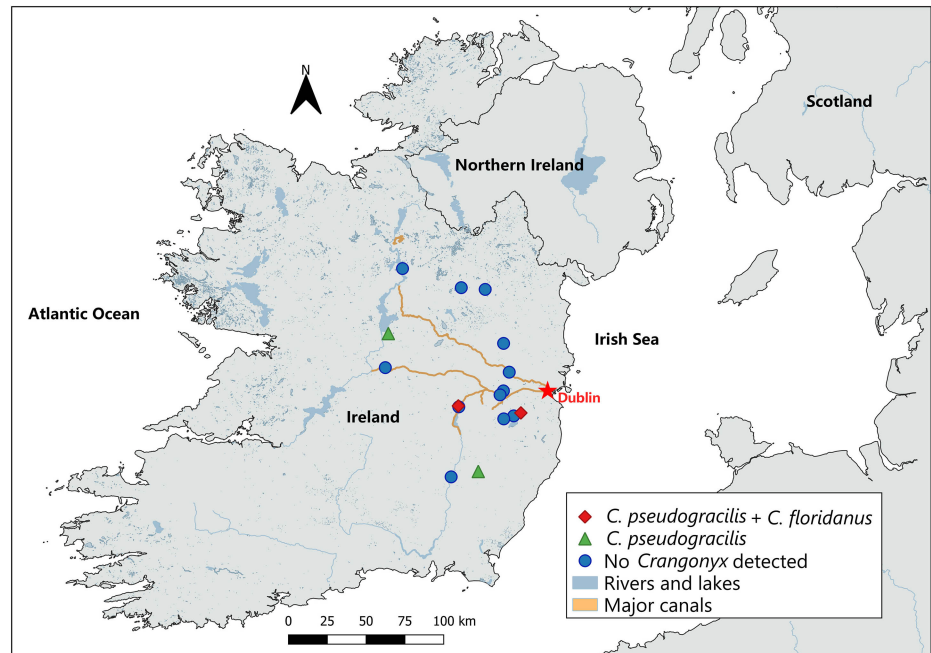 N
Scotland
Northern Ireland
Atlantic Ocean
Irish Sea
Dublin
Ireland
C. pseudogracilis + C. floridanus
C. pseudogracilis
No Crangonyx detected
Rivers and lakes
Major canals
0 25 50 75 100 km